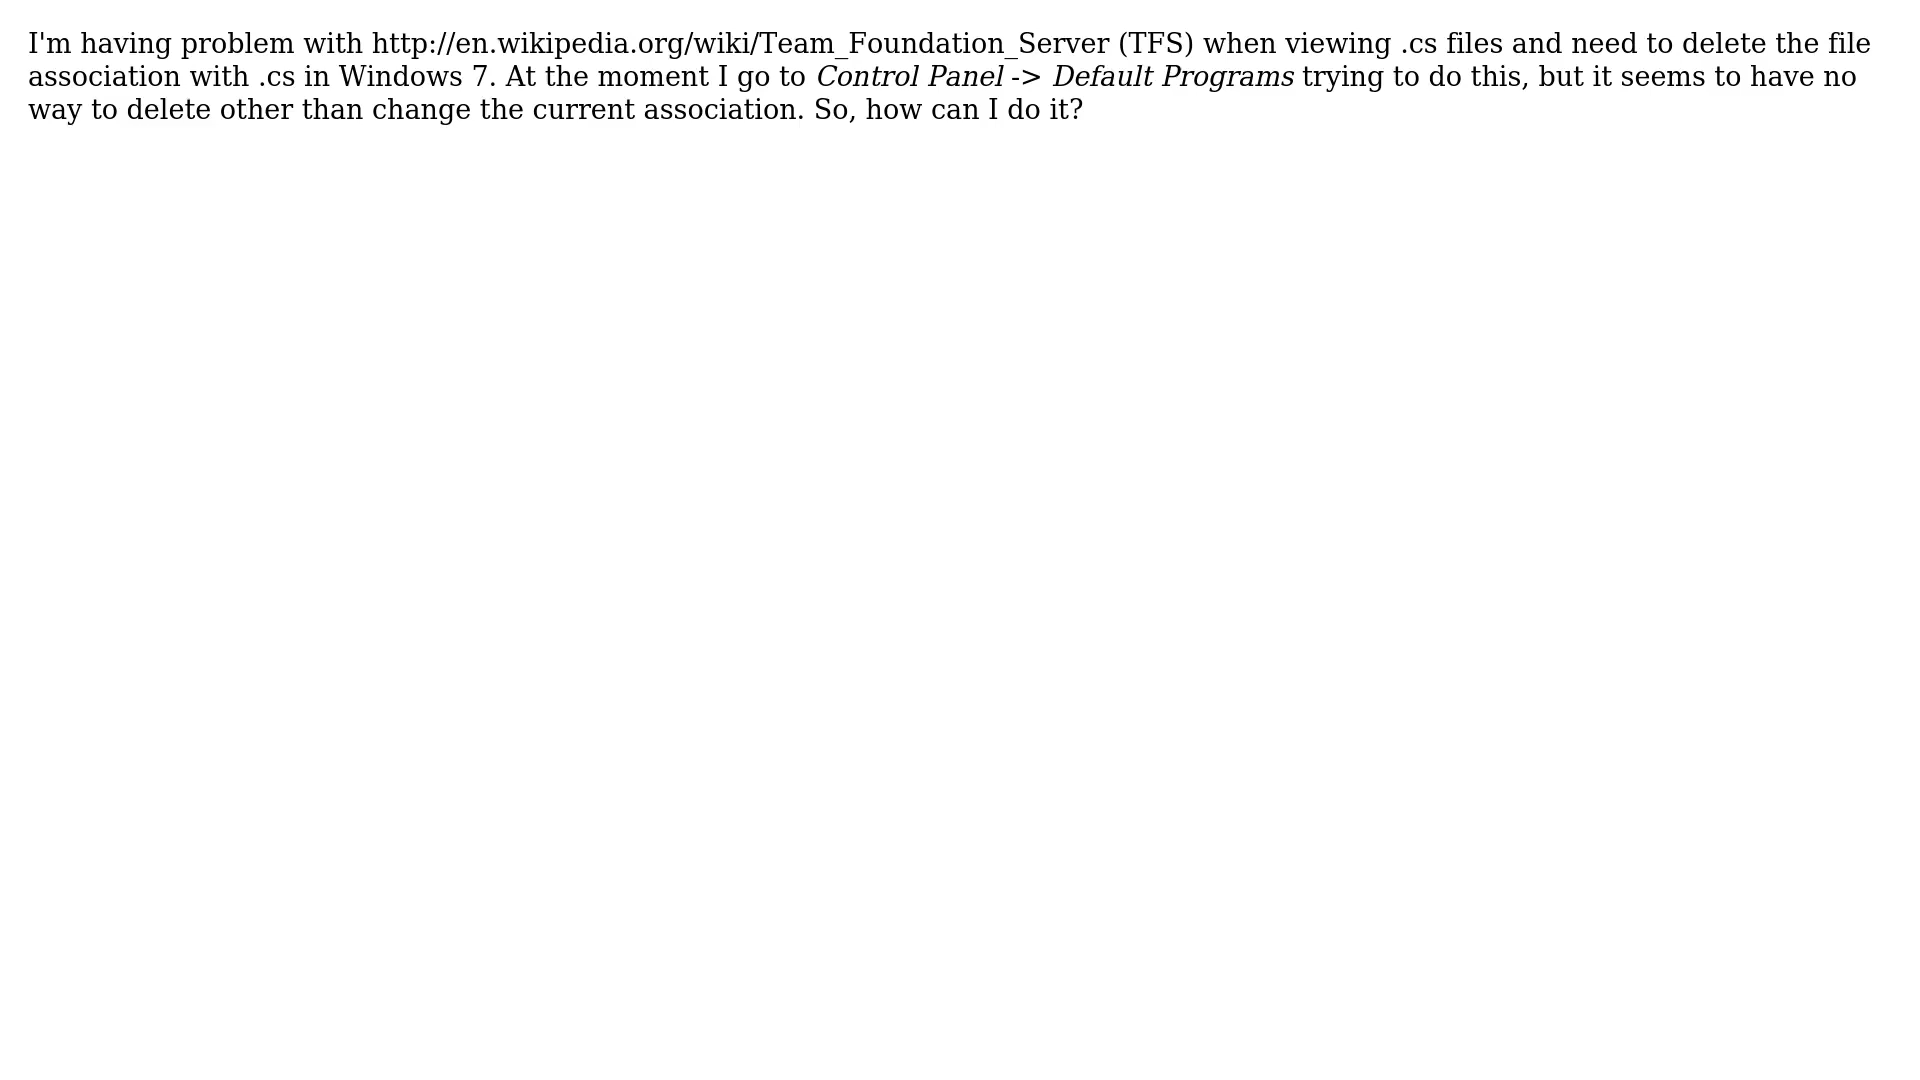 I'm having problem with http://en.wikipedia.org/wiki/Team_Foundation_Server (TFS) when viewing .cs files and need to delete the file
association with .cs in Windows 7. At the moment I go to Control Panel -> Default Programs trying to do this, but it seems to have no
way to delete other than change the current association. So, how can I do it?